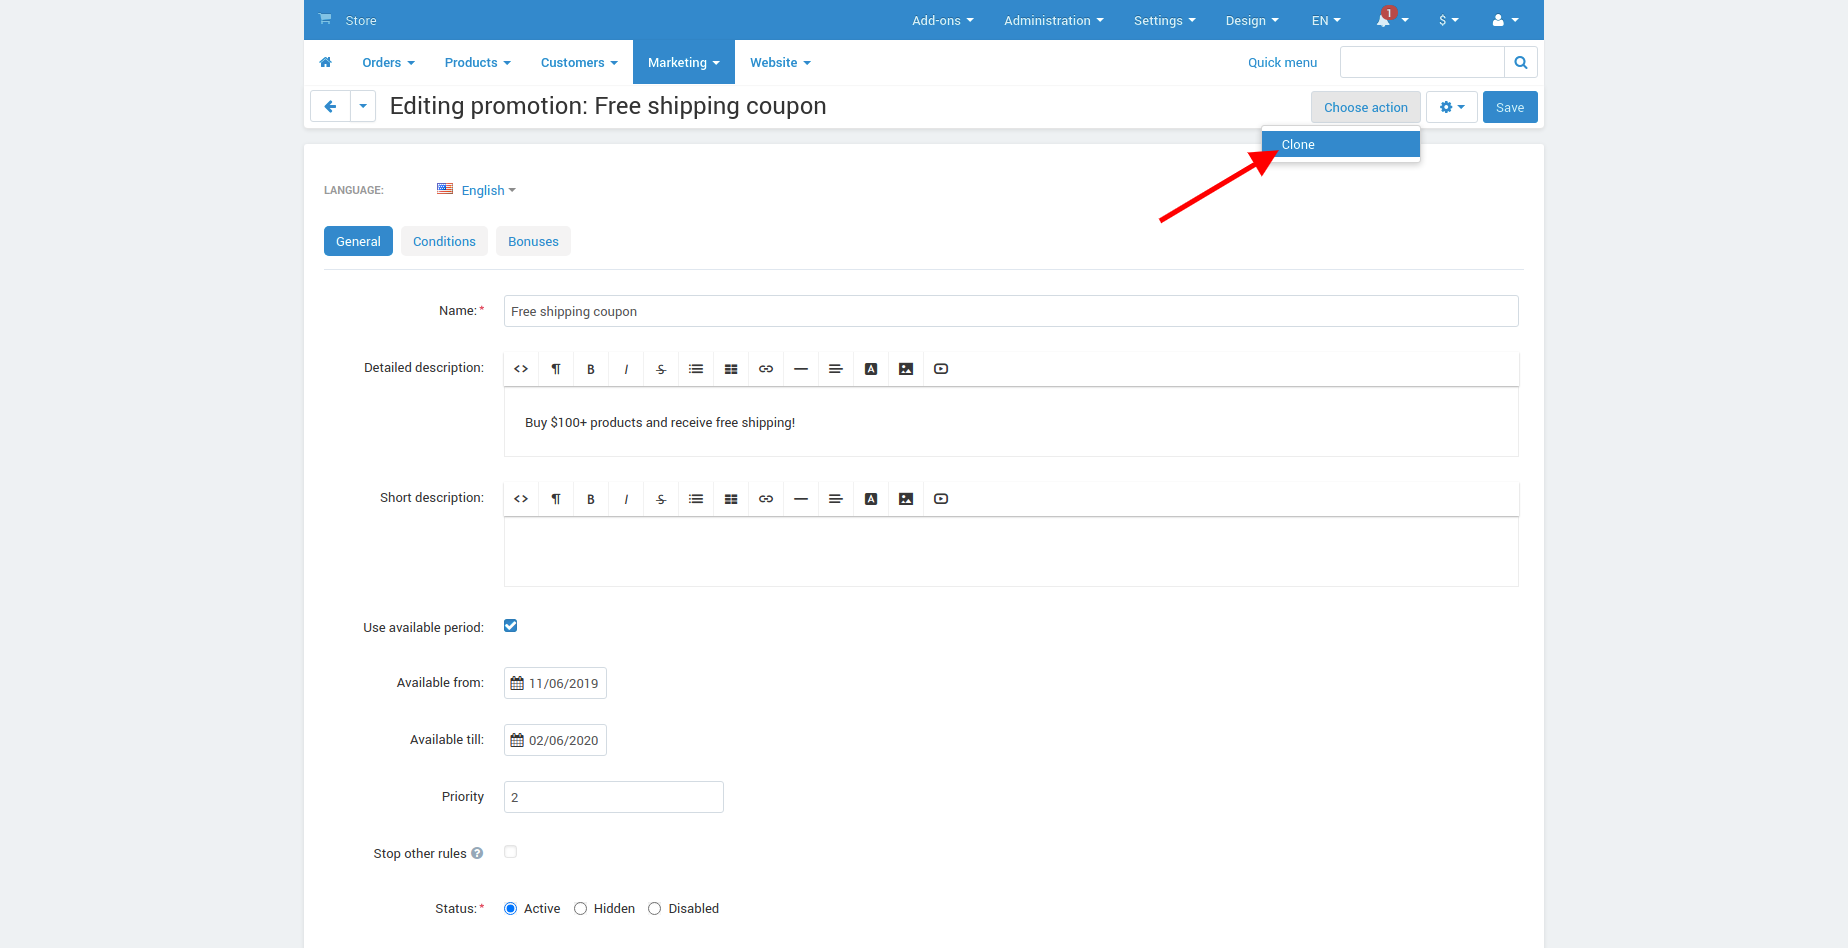 Store Add-ons Administration Settings Design EN 1 $
Orders Products Customers Marketing Website Quick menu
Editing promotion: Free shipping coupon Choose action Save
Clone
LANGUAGE: English
General Conditions Bonuses
Name:* Free shipping coupon
Detailed description: <> ¶ B I S A
Buy $100+ products and receive free shipping!
Short description: <> ¶ B I S A
Use available period:
Available from: 11/06/2019
Available till: 02/06/2020
Priority 2
Stop other rules ?
Status:* Active Hidden Disabled